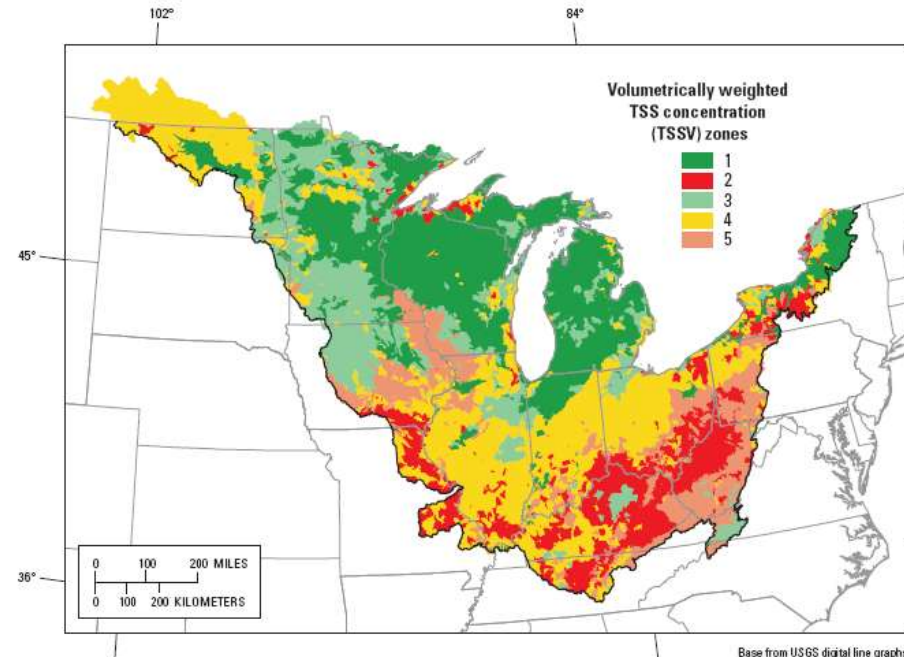 102°
84°
Volumetrically weighted
TSS concentration
(TSSV) zones
1
2
3
4
5
45°
36°
0 100 200 MILES
0 100 200 KILOMETERS
Base from USGS digital line graphs